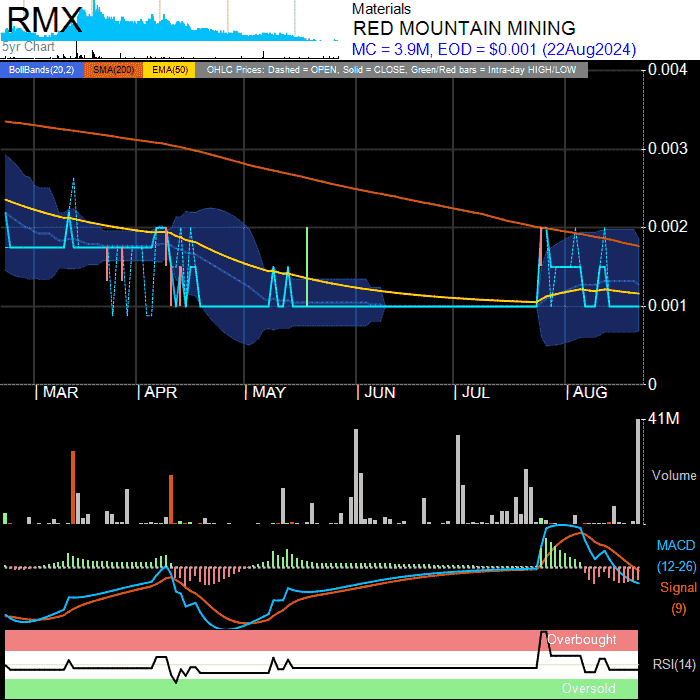 RMX
5yr Chart
Materials
RED MOUNTAIN MINING
MC = 3.9M, EOD = $0.001 (22Aug2024)
BollBands(20,2) SMA(200) EMA(50) OHLC Prices: Dashed = OPEN, Solid = CLOSE, Green/Red bars = Intra-day HIGH/LOW
0.004
0.003
0.002
0.001
0
| MAR | APR | MAY | JUN | JUL | AUG
41M
Volume
MACD
(12-26)
Signal
(9)
Overbought
RSI(14)
Oversold